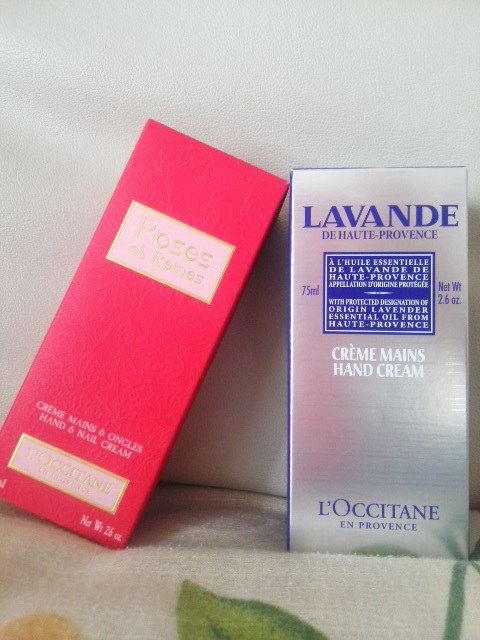 Roses
et Reines
CRÈME MAINS & ONGLES
HAND & NAIL CREAM
L'OCCITANE
EN PROVENCE
Net Wt 2.6 oz.
LAVANDE
DE HAUTE-PROVENCE
À L'HUILE ESSENTIELLE
DE LAVANDE DE
HAUTE-PROVENCE
APPELLATION D'ORIGINE PROTÉGÉE
WITH PROTECTED DESIGNATION OF
ORIGIN LAVENDER
ESSENTIAL OIL FROM
HAUTE-PROVENCE
75ml
Net Wt
2.6 oz.
CRÈME MAINS
HAND CREAM
L'OCCITANE
EN PROVENCE